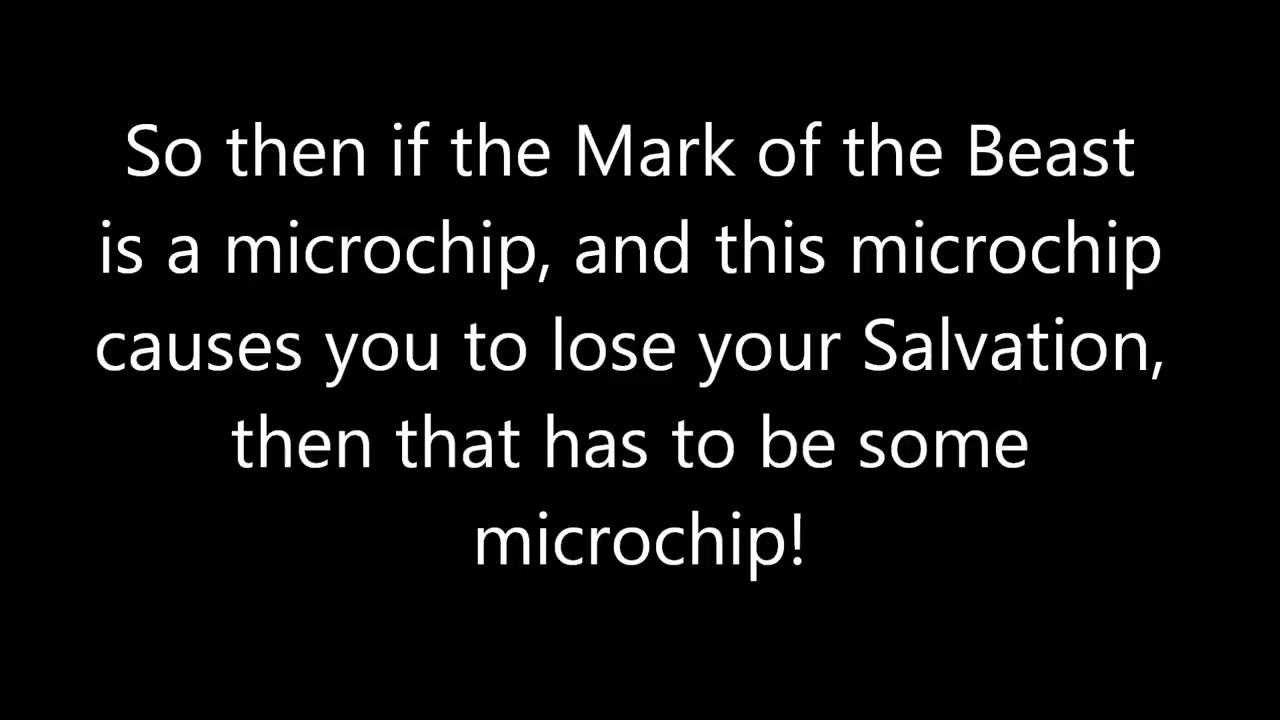 So then if the Mark of the Beast
is a microchip, and this microchip
causes you to lose your Salvation,
then that has to be some
microchip!